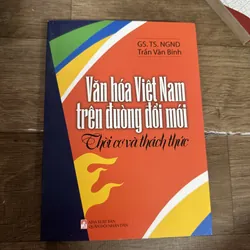 GS. TS. NGND
Trần Văn Bính
Văn hóa Việt Nam
trên đường đổi mới
Thời cơ và thách thức